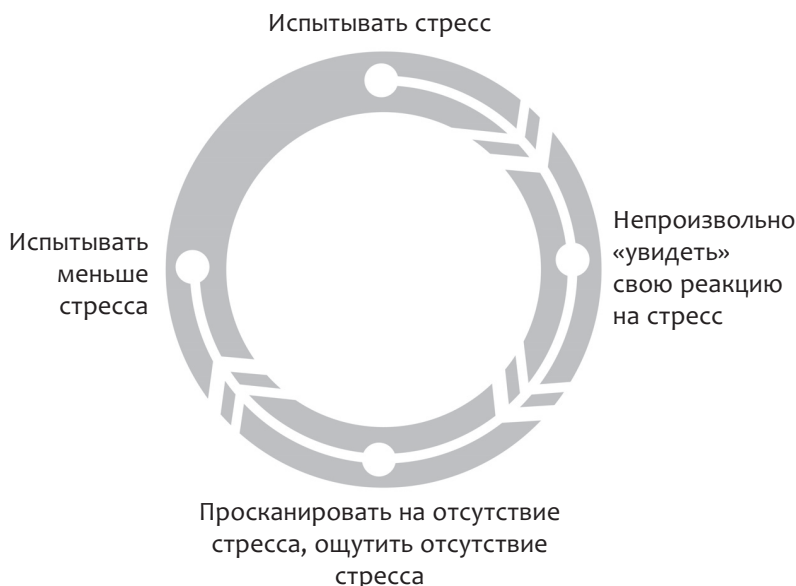 Испытывать стресс
Непроизвольно
«увидеть»
свою реакцию
на стресс
Испытывать
меньше
стресса
Просканировать на отсутствие
стресса, ощутить отсутствие
стресса